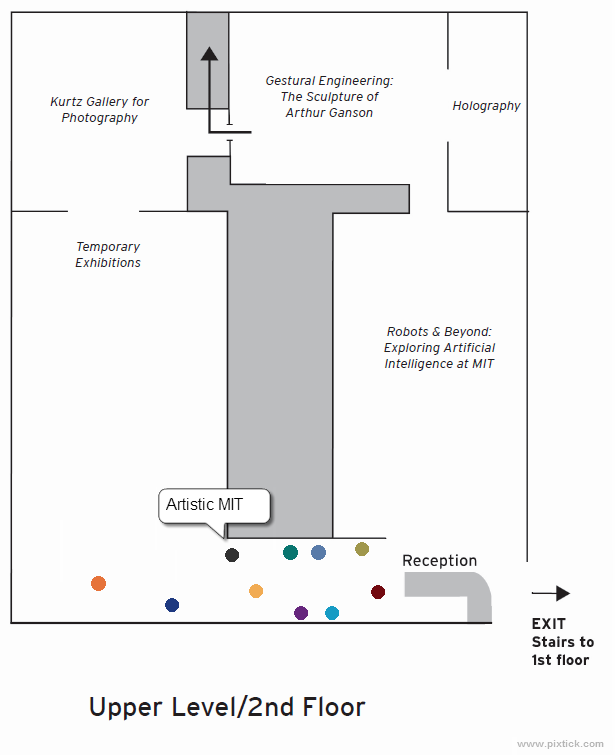 Kurtz Gallery for
Photography
Gestural Engineering:
The Sculpture of
Arthur Ganson
Holography
Temporary
Exhibitions
Robots & Beyond:
Exploring Artificial
Intelligence at MIT
Artistic MIT
Reception
EXIT
Stairs to
1st floor
Upper Level/2nd Floor
www.pixtick.com